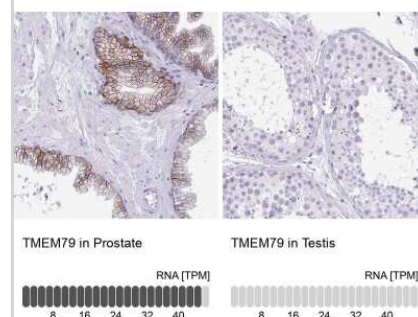 TMEM79 in Prostate
TMEM79 in Testis
RNA [TPM]
RNA [TPM]
8 16 24 32 40
8 16 24 32 40